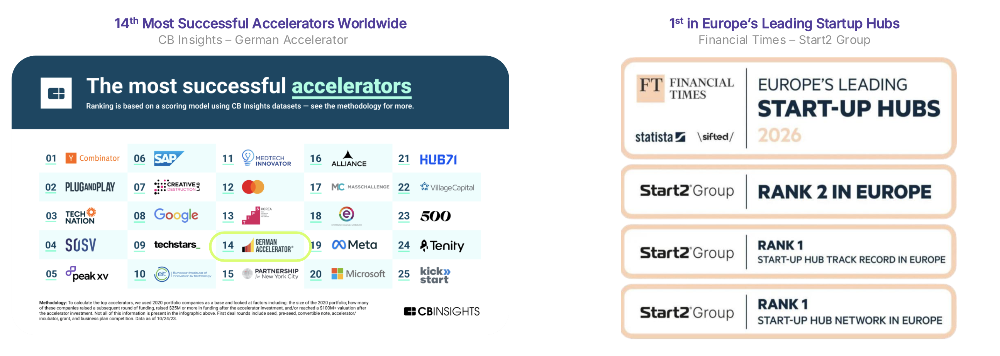 14th Most Successful Accelerators Worldwide
CB Insights – German Accelerator
The most successful accelerators
Ranking is based on a scoring model using CB Insights datasets — see the methodology for more.
01 Y Combinator
06 SAP
11 MEDTECH
INNOVATOR
16 ALLIANCE
21 HUB71
02 PLUGANDPLAY
07 CREATIVE
DESTRUCTION LAB
12
17 MC MASSCHALLENGE
22 VillageCapital
03 TECH
NATION
08 Google
13 TIPS KOREA
18 e
23 500
04 SOSV
09 techstars_
14 GERMAN
ACCELERATOR®
19 Meta
24 Tenity
05 peak xv
10 eit European Institute of
Innovation & Technology
15 PARTNERSHIP
for New York City
20 Microsoft
25 kick
start
Methodology: To calculate the top accelerators, we used 2020 portfolio companies as a base and looked at factors including: the size of the 2020 portfolio; how many
of these companies raised a subsequent round of funding, raised $25M or more in funding after the accelerator investment, and/or reached a $100M+ valuation after
the accelerator investment. Not all of this information is present in the infographic above. First deal rounds include seed, pre-seed, convertible note, accelerator/
incubator, grant, and business plan competition. Data as of 10/24/23.
CBINSIGHTS
1st in Europe’s Leading Startup Hubs
Financial Times – Start2 Group
FT FINANCIAL
TIMES
statista \sifted/
EUROPE’S LEADING
START-UP HUBS
2026
Start2 Group
RANK 2 IN EUROPE
Start2 Group
RANK 1
START-UP HUB TRACK RECORD IN EUROPE
Start2 Group
RANK 1
START-UP HUB NETWORK IN EUROPE